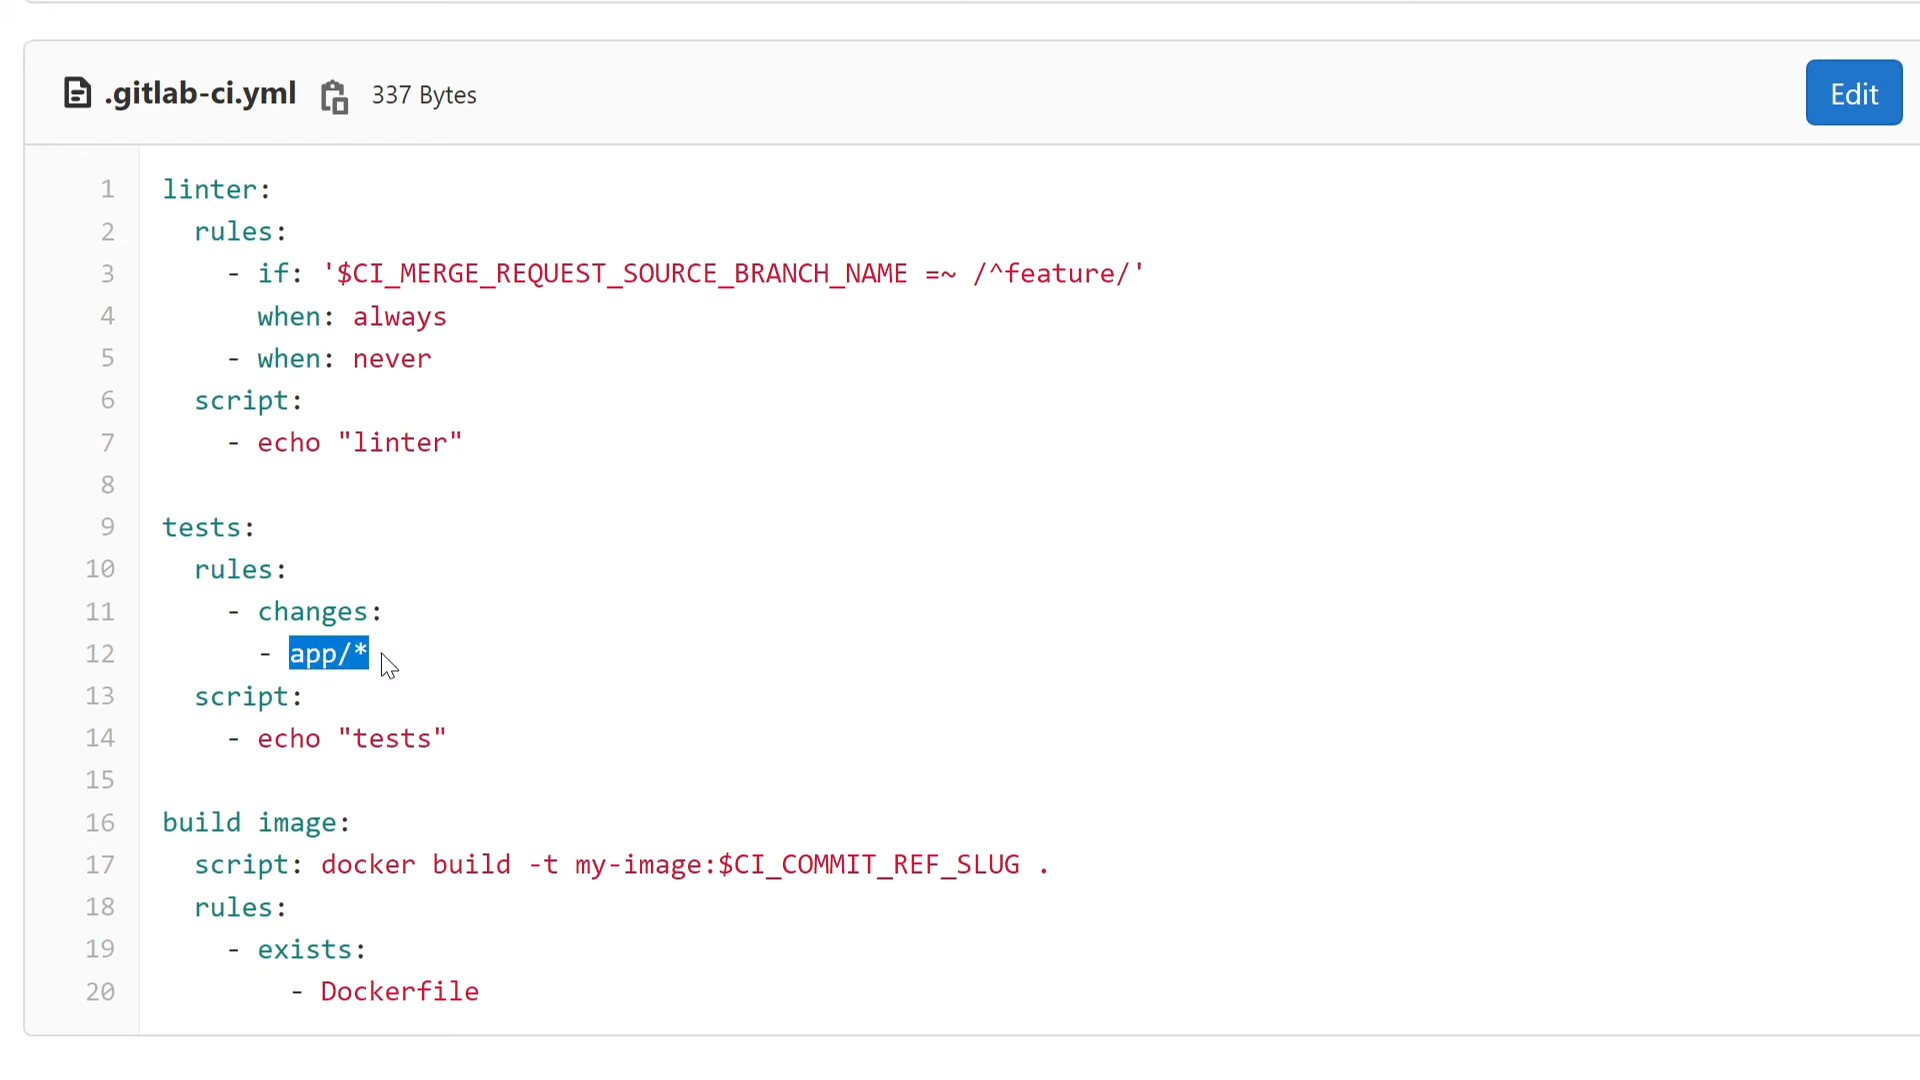 .gitlab-ci.yml 337 Bytes Edit
1 linter:
2 rules:
3 - if: '$CI_MERGE_REQUEST_SOURCE_BRANCH_NAME =~ /^feature/'
4 when: always
5 - when: never
6 script:
7 - echo "linter"
8
9 tests:
10 rules:
11 - changes:
12 - app/*
13 script:
14 - echo "tests"
15
16 build image:
17 script: docker build -t my-image:$CI_COMMIT_REF_SLUG .
18 rules:
19 - exists:
20 - Dockerfile